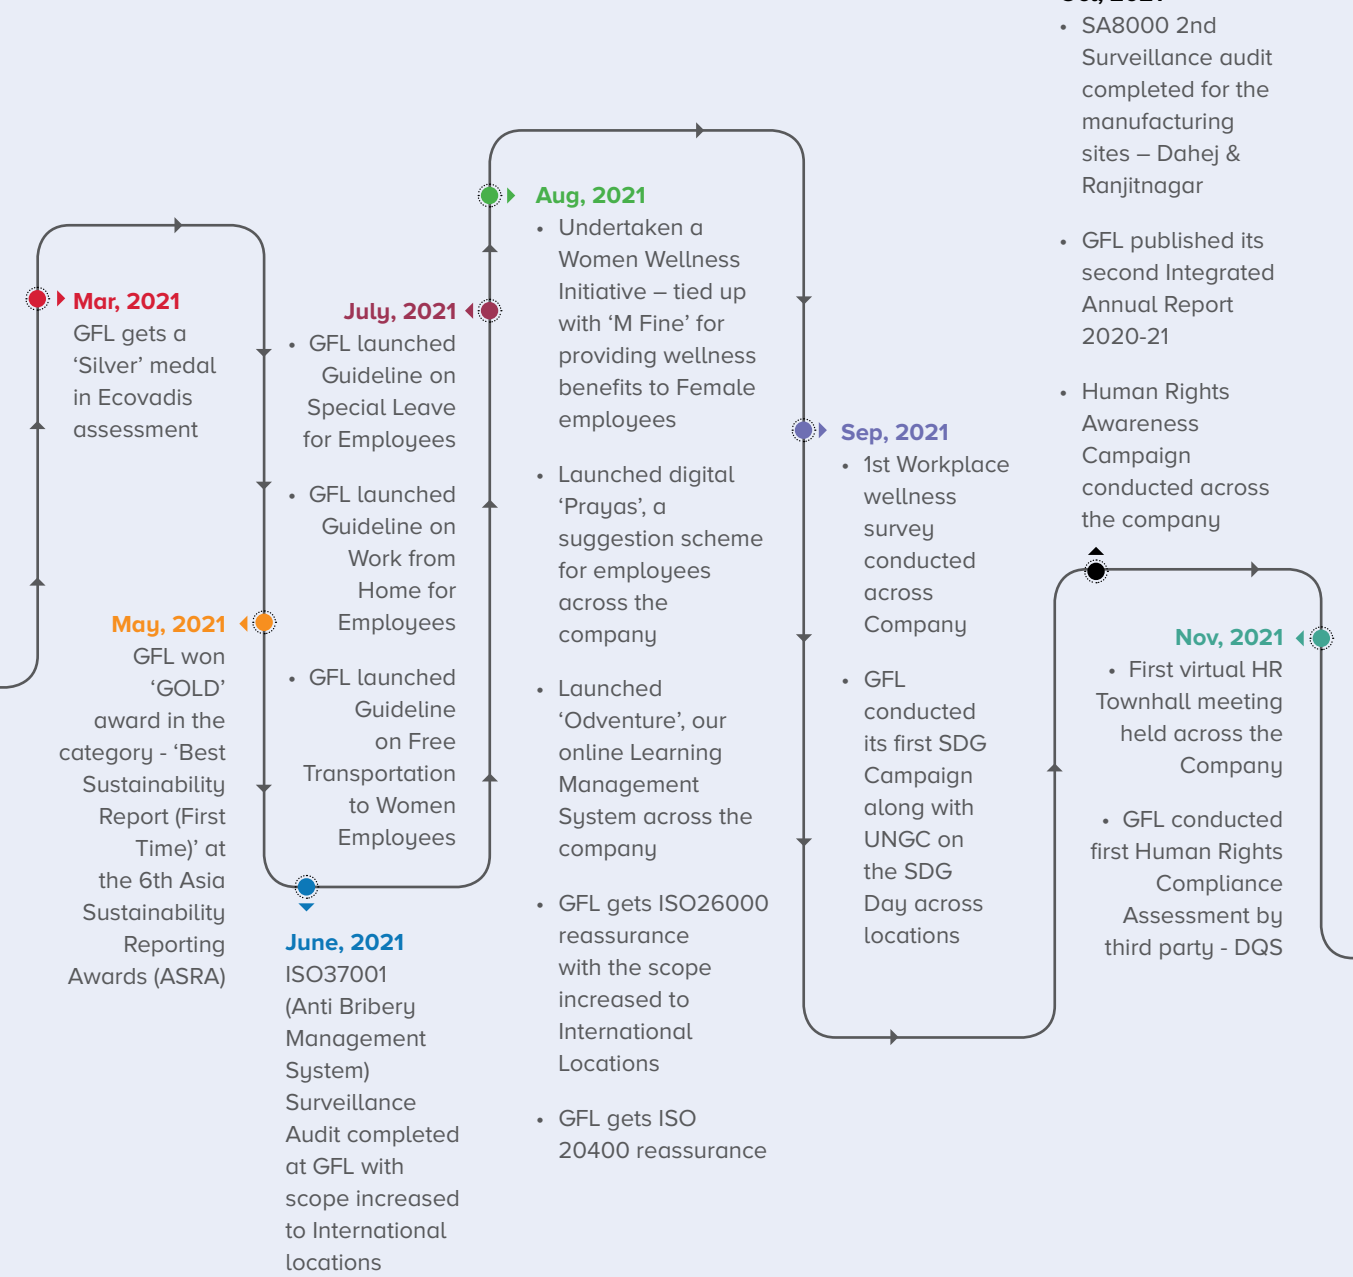 Mar, 2021
GFL gets a
‘Silver’ medal
in Ecovadis
assessment
May, 2021
GFL won
‘GOLD’
award in the
category - ‘Best
Sustainability
Report (First
Time)’ at
the 6th Asia
Sustainability
Reporting
Awards (ASRA)
June, 2021
ISO37001
(Anti Bribery
Management
System)
Surveillance
Audit completed
at GFL with
scope increased
to International
locations
July, 2021
• GFL launched
Guideline on
Special Leave
for Employees
• GFL launched
Guideline on
Work from
Home for
Employees
• GFL launched
Guideline
on Free
Transportation
to Women
Employees
Aug, 2021
• Undertaken a
Women Wellness
Initiative – tied up
with ‘M Fine’ for
providing wellness
benefits to Female
employees
• Launched digital
‘Prayas’, a
suggestion scheme
for employees
across the
company
• Launched
‘Odventure’, our
online Learning
Management
System across the
company
• GFL gets ISO26000
reassurance
with the scope
increased to
International
Locations
• GFL gets ISO
20400 reassurance
Sep, 2021
• 1st Workplace
wellness
survey
conducted
across
Company
• GFL
conducted
its first SDG
Campaign
along with
UNGC on
the SDG
Day across
locations
• SA8000 2nd
Surveillance audit
completed for the
manufacturing
sites – Dahej &
Ranjitnagar
• GFL published its
second Integrated
Annual Report
2020-21
• Human Rights
Awareness
Campaign
conducted across
the company
Nov, 2021
• First virtual HR
Townhall meeting
held across the
Company
• GFL conducted
first Human Rights
Compliance
Assessment by
third party - DQS